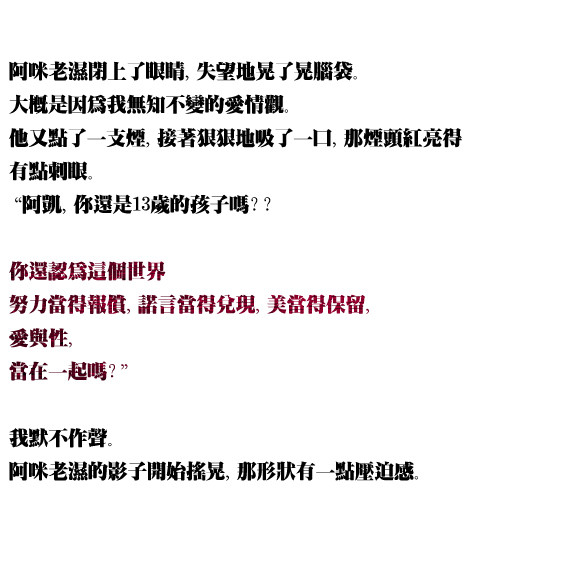 阿咪老濕閉上了眼睛，失望地晃了晃腦袋。
大概是因為我無知不變的愛情觀。
他又點了一支煙，接著狠狠地吸了一口，那煙頭紅亮得
有點刺眼。
“阿凱，你還是13歲的孩子嗎？？
你還認為這個世界
努力當得報償，諾言當得兌現，美當得保留，
愛與性，
當在一起嗎？”
我默不作聲。
阿咪老濕的影子開始搖晃，那形狀有一點壓迫感。